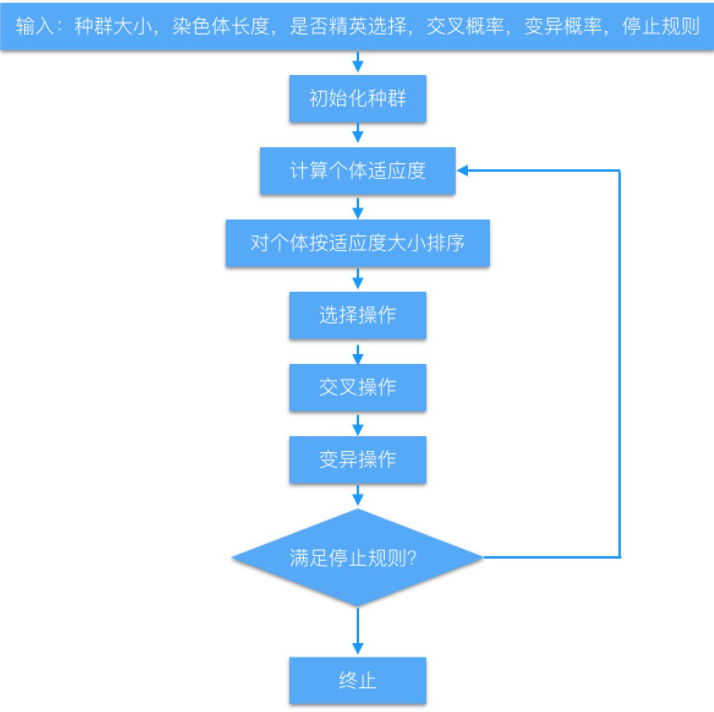 输入：种群大小，染色体长度，是否精英选择，交叉概率，变异概率，停止规则
初始化种群
计算个体适应度
对个体按适应度大小排序
选择操作
交叉操作
变异操作
满足停止规则?
终止